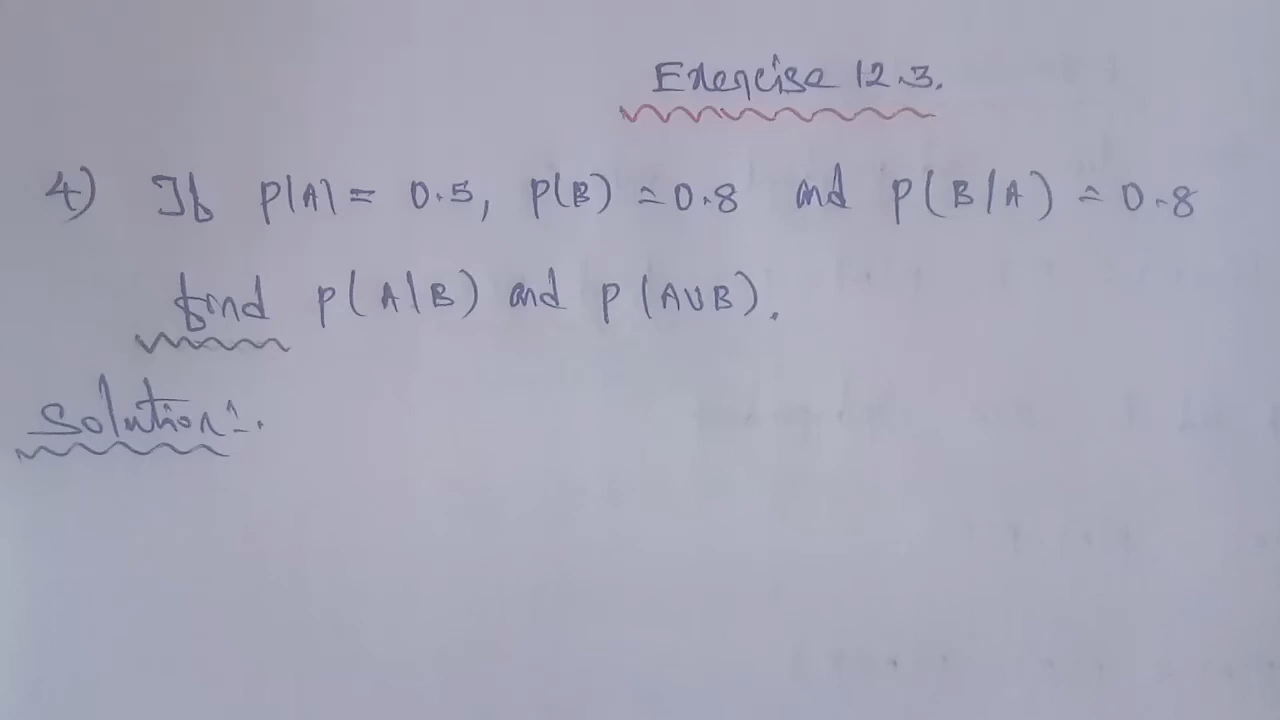 Exercise 12.3.
4) If P(A) = 0.5, P(B) = 0.8 and P(B/A) = 0.8
find P(A/B) and P(A∪B).
Solution:-